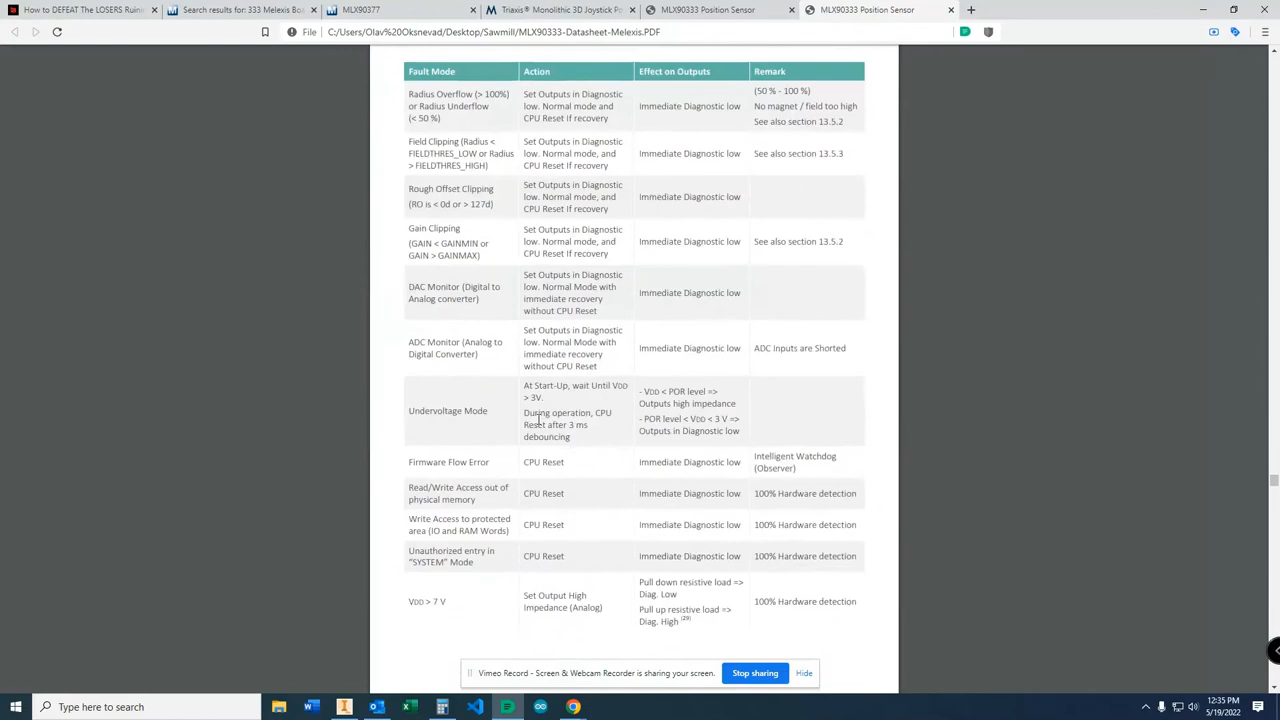 How to DEFEAT The LOSERS Ruinin
Search results for: 333 Melexis Boa
MLX90377
Triaxis® Monolithic 3D Joystick Po
MLX90333 Position Sensor
MLX90333 Position Sensor
File C:/Users/Olav%20Oksnevad/Desktop/Sawmill/MLX90333-Datasheet-Melexis.PDF
Fault Mode Action Effect on Outputs Remark
Radius Overflow (> 100%)
or Radius Underflow
(< 50 %)
Set Outputs in Diagnostic
low. Normal mode and
CPU Reset If recovery
Immediate Diagnostic low
(50 % - 100 %)
No magnet / field too high
See also section 13.5.2
Field Clipping (Radius <
FIELDTHRES_LOW or Radius
> FIELDTHRES_HIGH)
Set Outputs in Diagnostic
low. Normal mode, and
CPU Reset If recovery
Immediate Diagnostic low
See also section 13.5.3
Rough Offset Clipping
(RO is < 0d or > 127d)
Set Outputs in Diagnostic
low. Normal mode, and
CPU Reset If recovery
Immediate Diagnostic low
Gain Clipping
(GAIN < GAINMIN or
GAIN > GAINMAX)
Set Outputs in Diagnostic
low. Normal mode, and
CPU Reset If recovery
Immediate Diagnostic low
See also section 13.5.2
DAC Monitor (Digital to
Analog converter)
Set Outputs in Diagnostic
low. Normal Mode with
immediate recovery
without CPU Reset
Immediate Diagnostic low
ADC Monitor (Analog to
Digital Converter)
Set Outputs in Diagnostic
low. Normal Mode with
immediate recovery
without CPU Reset
Immediate Diagnostic low
ADC Inputs are Shorted
Undervoltage Mode
At Start-Up, wait Until VDD
> 3V.
During operation, CPU
Reset after 3 ms
debouncing
- VDD < POR level =>
Outputs high impedance
- POR level < VDD < 3 V =>
Outputs in Diagnostic low
Firmware Flow Error
CPU Reset
Immediate Diagnostic low
Intelligent Watchdog
(Observer)
Read/Write Access out of
physical memory
CPU Reset
Immediate Diagnostic low
100% Hardware detection
Write Access to protected
area (IO and RAM Words)
CPU Reset
Immediate Diagnostic low
100% Hardware detection
Unauthorized entry in
“SYSTEM” Mode
CPU Reset
Immediate Diagnostic low
100% Hardware detection
VDD > 7 V
Set Output High
Impedance (Analog)
Pull down resistive load =>
Diag. Low
Pull up resistive load =>
Diag. High (29)
100% Hardware detection
Vimeo Record - Screen & Webcam Recorder is sharing your screen. Stop sharing Hide
Type here to search
12:35 PM
5/19/2022